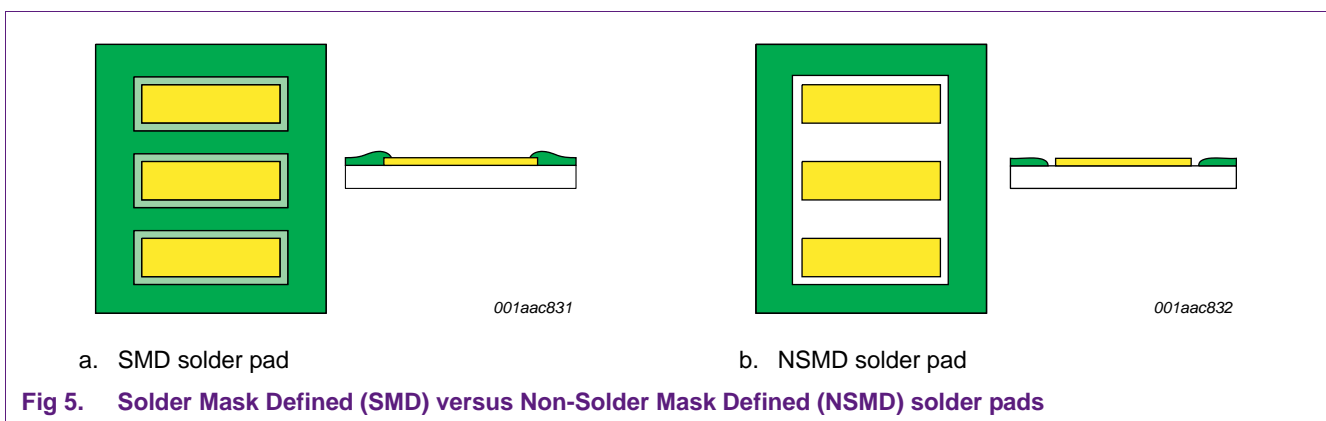 001aac831
001aac832
a. SMD solder pad
b. NSMD solder pad
Fig 5. Solder Mask Defined (SMD) versus Non-Solder Mask Defined (NSMD) solder pads